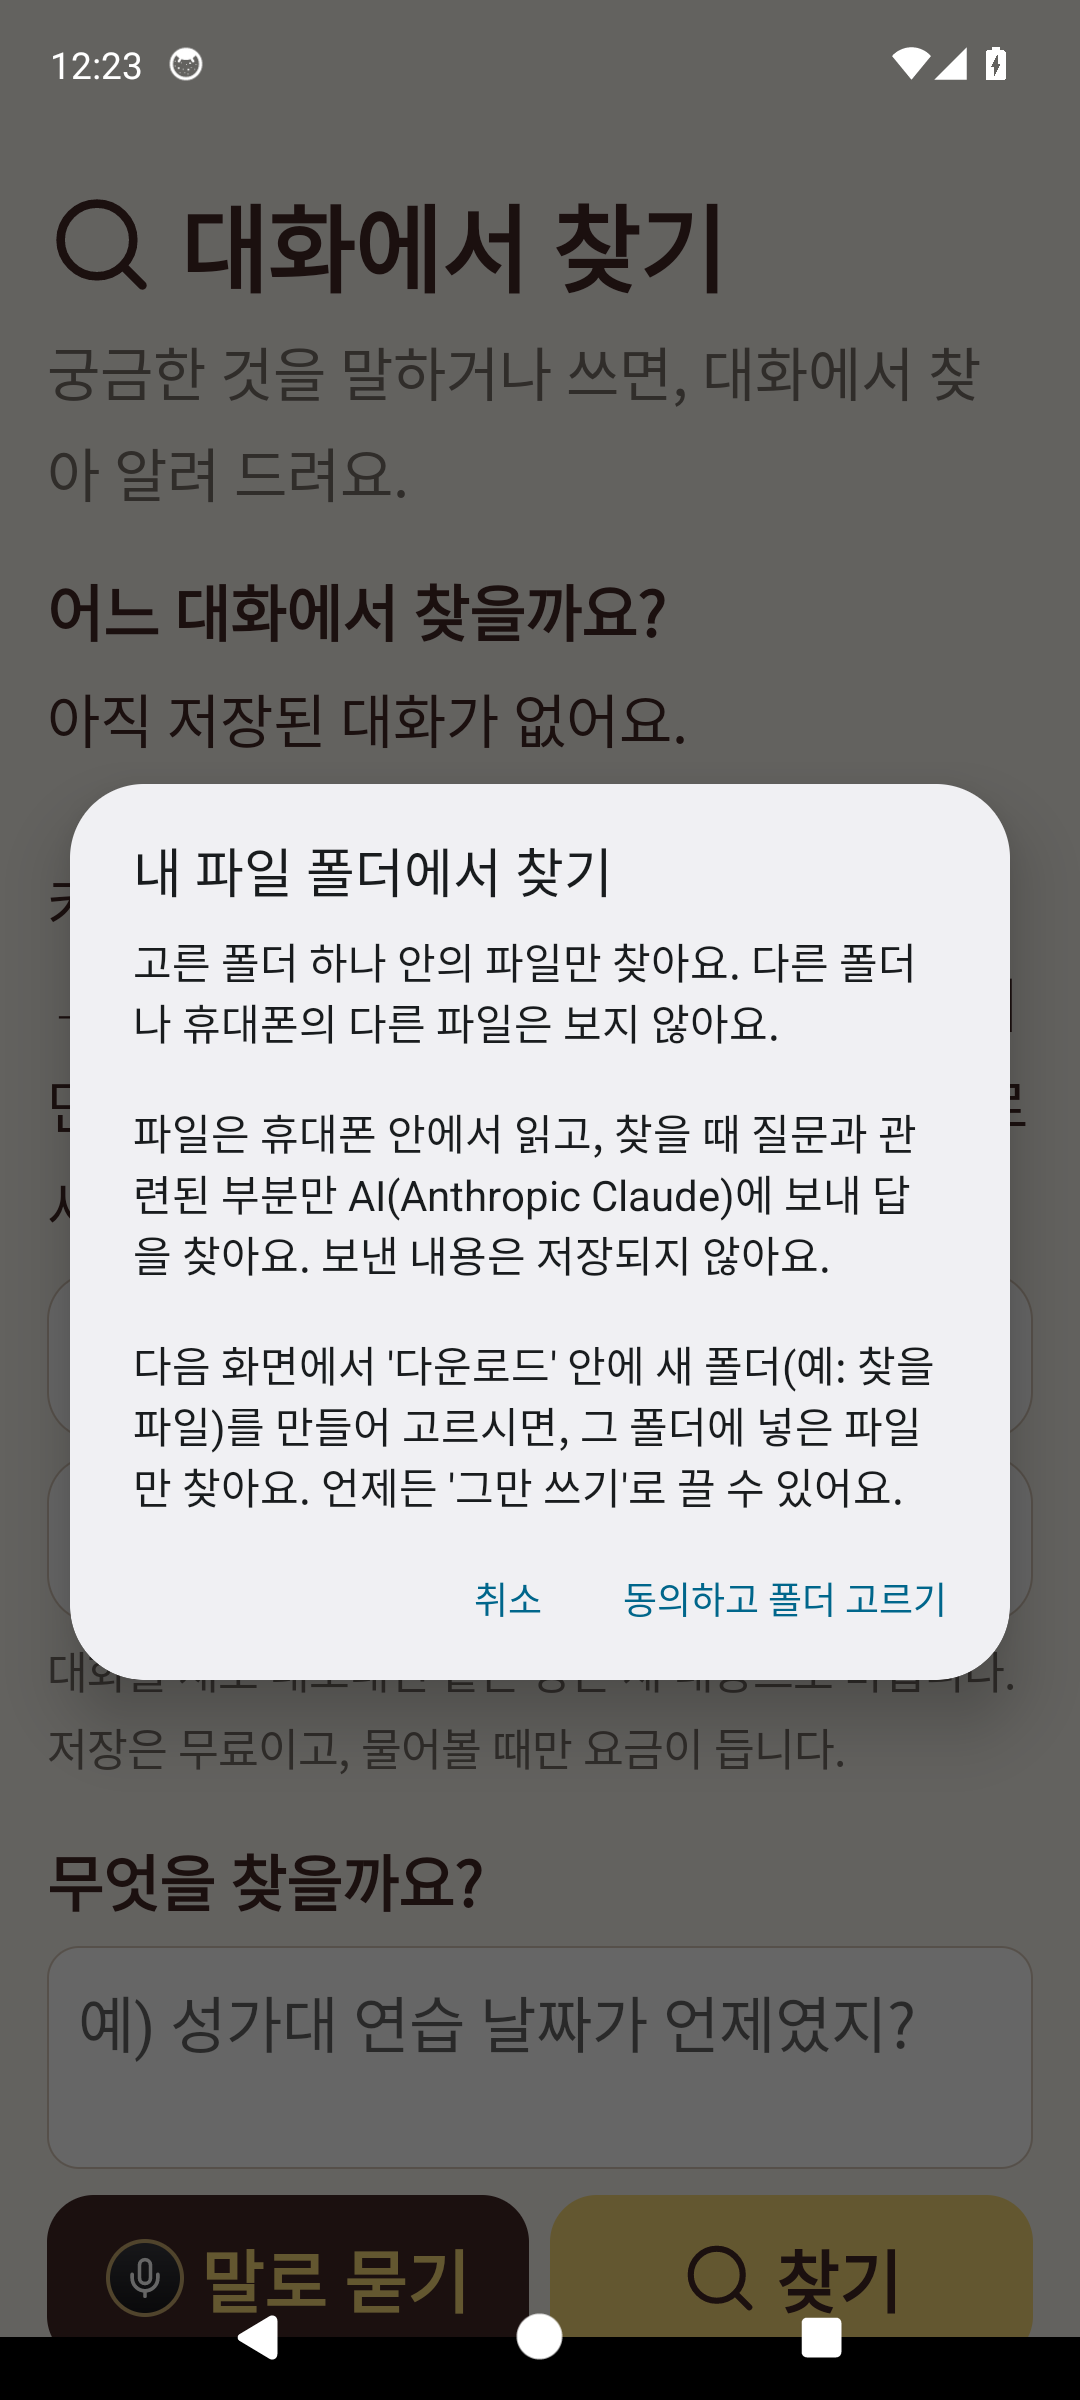 12:23
대화에서 찾기
궁금한 것을 말하거나 쓰면, 대화에서 찾
아 알려 드려요.
어느 대화에서 찾을까요?
아직 저장된 대화가 없어요.
내 파일 폴더에서 찾기
고른 폴더 하나 안의 파일만 찾아요. 다른 폴더
나 휴대폰의 다른 파일은 보지 않아요.
파일은 휴대폰 안에서 읽고, 찾을 때 질문과 관
련된 부분만 AI(Anthropic Claude)에 보내 답
을 찾아요. 보낸 내용은 저장되지 않아요.
다음 화면에서 '다운로드' 안에 새 폴더(예: 찾을
파일)를 만들어 고르시면, 그 폴더에 넣은 파일
만 찾아요. 언제든 '그만 쓰기'로 끌 수 있어요.
취소 동의하고 폴더 고르기
저장은 무료이고, 물어볼 때만 요금이 듭니다.
무엇을 찾을까요?
예) 성가대 연습 날짜가 언제였지?
말로 묻기 찾기